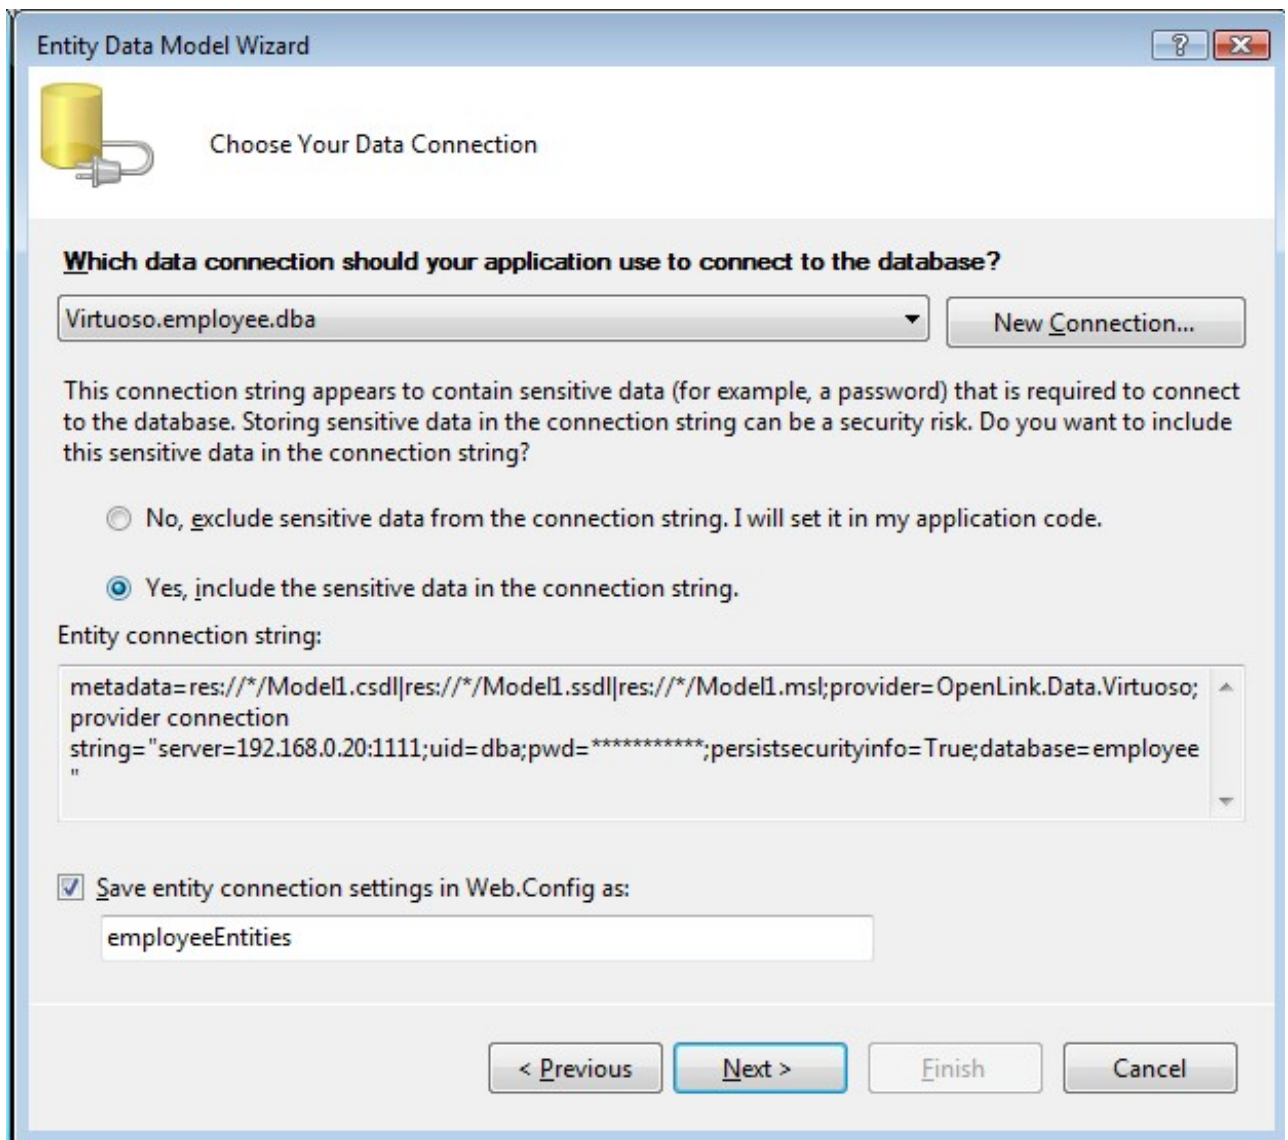 Entity Data Model Wizard
Choose Your Data Connection
Which data connection should your application use to connect to the database?
Virtuoso.employee.dba
New Connection...
This connection string appears to contain sensitive data (for example, a password) that is required to connect
to the database. Storing sensitive data in the connection string can be a security risk. Do you want to include
this sensitive data in the connection string?
No, exclude sensitive data from the connection string. I will set it in my application code.
Yes, include the sensitive data in the connection string.
Entity connection string:
metadata=res://*/Model1.csdl|res://*/Model1.ssdl|res://*/Model1.msl;provider=OpenLink.Data.Virtuoso;
provider connection
string="server=192.168.0.20:1111;uid=dba;pwd=***********;persistsecurityinfo=True;database=employee
"
Save entity connection settings in Web.Config as:
employeeEntities
< Previous
Next >
Finish
Cancel